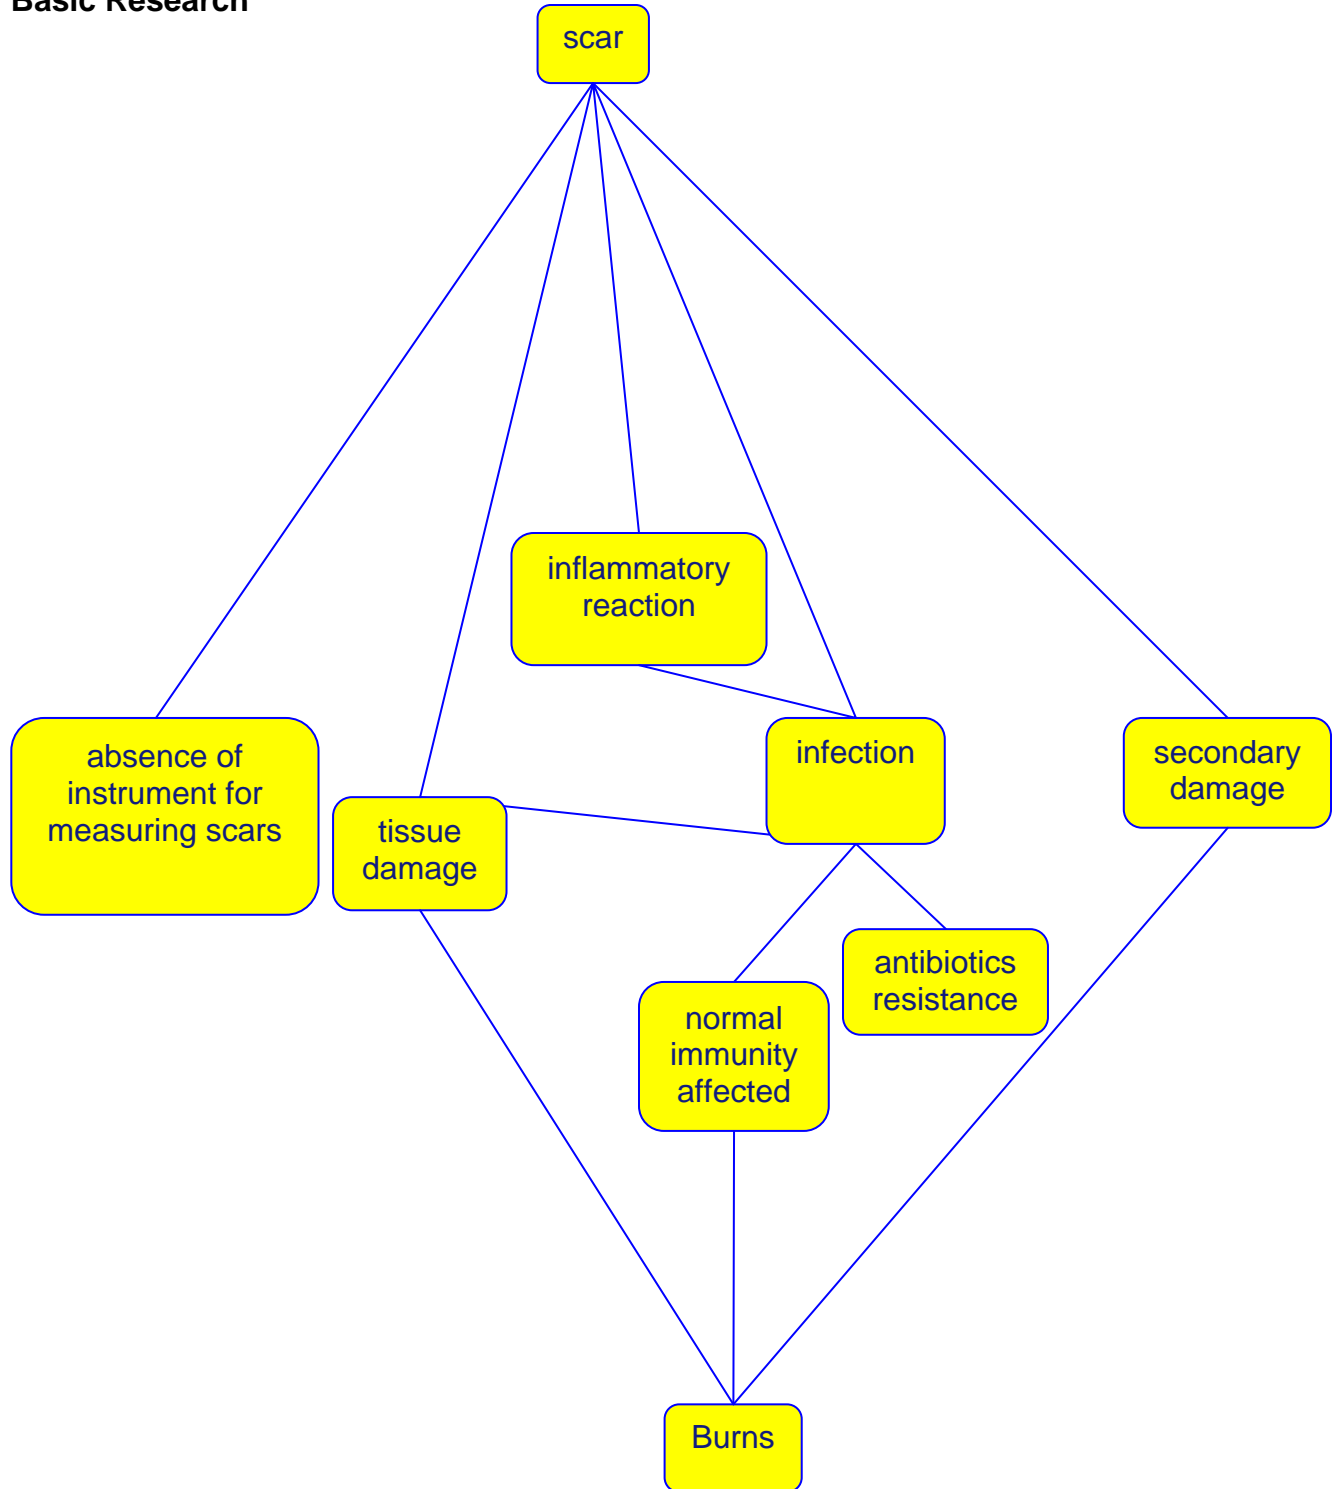 Basic Research
scar
inflammatory
reaction
absence of
instrument for
measuring scars
tissue
damage
infection
secondary
damage
antibiotics
resistance
normal
immunity
affected
Burns